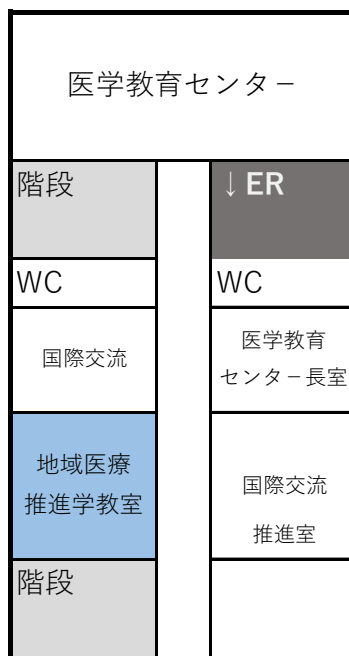 医学教育センター
階段
↓ER
WC
WC
国際交流
医学教育
センター長室
地域医療
推進学教室
国際交流
推進室
階段